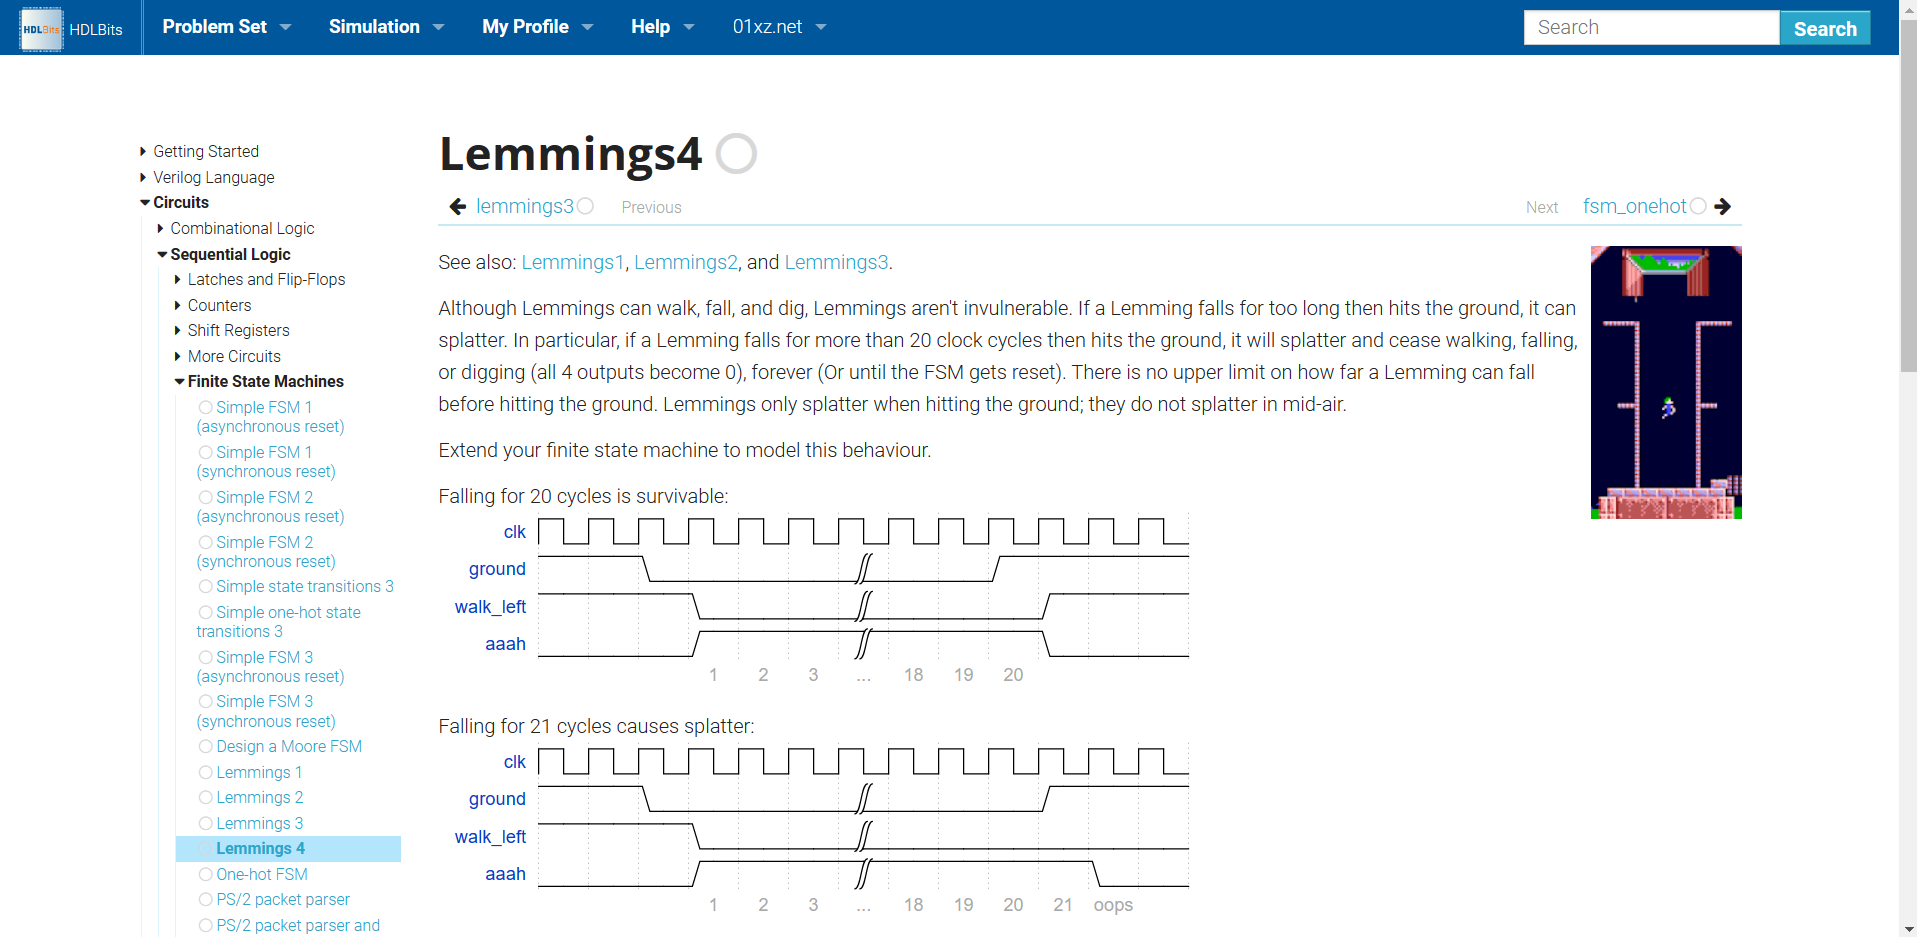 HDLBits HDLBits Problem Set Simulation My Profile Help 01xz.net Search Search
Getting Started
Verilog Language
Circuits
Combinational Logic
Sequential Logic
Latches and Flip-Flops
Counters
Shift Registers
More Circuits
Finite State Machines
Simple FSM 1
(asynchronous reset)
Simple FSM 1
(synchronous reset)
Simple FSM 2
(asynchronous reset)
Simple FSM 2
(synchronous reset)
Simple state transitions 3
Simple one-hot state
transitions 3
Simple FSM 3
(asynchronous reset)
Simple FSM 3
(synchronous reset)
Design a Moore FSM
Lemmings 1
Lemmings 2
Lemmings 3
Lemmings 4
One-hot FSM
PS/2 packet parser
PS/2 packet parser and
Lemmings4
lemmings3 Previous Next fsm_onehot
See also: Lemmings1, Lemmings2, and Lemmings3.
Although Lemmings can walk, fall, and dig, Lemmings aren't invulnerable. If a Lemming falls for too long then hits the ground, it can
splatter. In particular, if a Lemming falls for more than 20 clock cycles then hits the ground, it will splatter and cease walking, falling,
or digging (all 4 outputs become 0), forever (Or until the FSM gets reset). There is no upper limit on how far a Lemming can fall
before hitting the ground. Lemmings only splatter when hitting the ground; they do not splatter in mid-air.
Extend your finite state machine to model this behaviour.
Falling for 20 cycles is survivable:
clk
ground
walk_left
aaah
1 2 3 ... 18 19 20
Falling for 21 cycles causes splatter:
clk
ground
walk_left
aaah
1 2 3 ... 18 19 20 21 oops